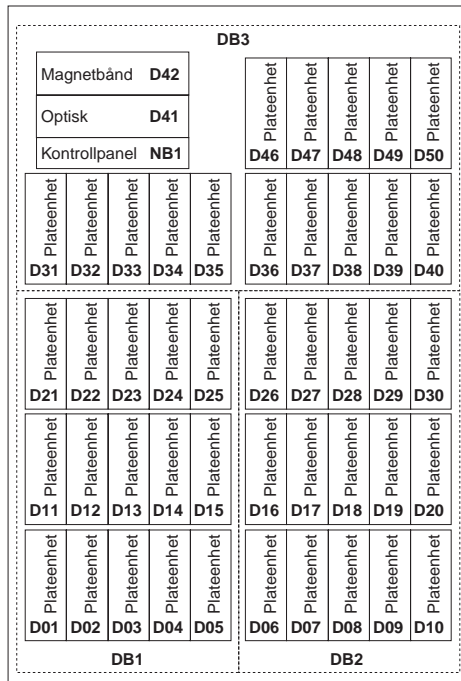 DB3
Magnetbånd D42
Optisk D41
Kontrollpanel NB1
Plateenhet Plateenhet Plateenhet Plateenhet Plateenhet
D46 D47 D48 D49 D50
Plateenhet Plateenhet Plateenhet Plateenhet Plateenhet
D31 D32 D33 D34 D35
Plateenhet Plateenhet Plateenhet Plateenhet Plateenhet
D36 D37 D38 D39 D40
Plateenhet Plateenhet Plateenhet Plateenhet Plateenhet
D21 D22 D23 D24 D25
Plateenhet Plateenhet Plateenhet Plateenhet Plateenhet
D26 D27 D28 D29 D30
Plateenhet Plateenhet Plateenhet Plateenhet Plateenhet
D11 D12 D13 D14 D15
Plateenhet Plateenhet Plateenhet Plateenhet Plateenhet
D16 D17 D18 D19 D20
Plateenhet Plateenhet Plateenhet Plateenhet Plateenhet
D01 D02 D03 D04 D05
Plateenhet Plateenhet Plateenhet Plateenhet Plateenhet
D06 D07 D08 D09 D10
DB1 DB2